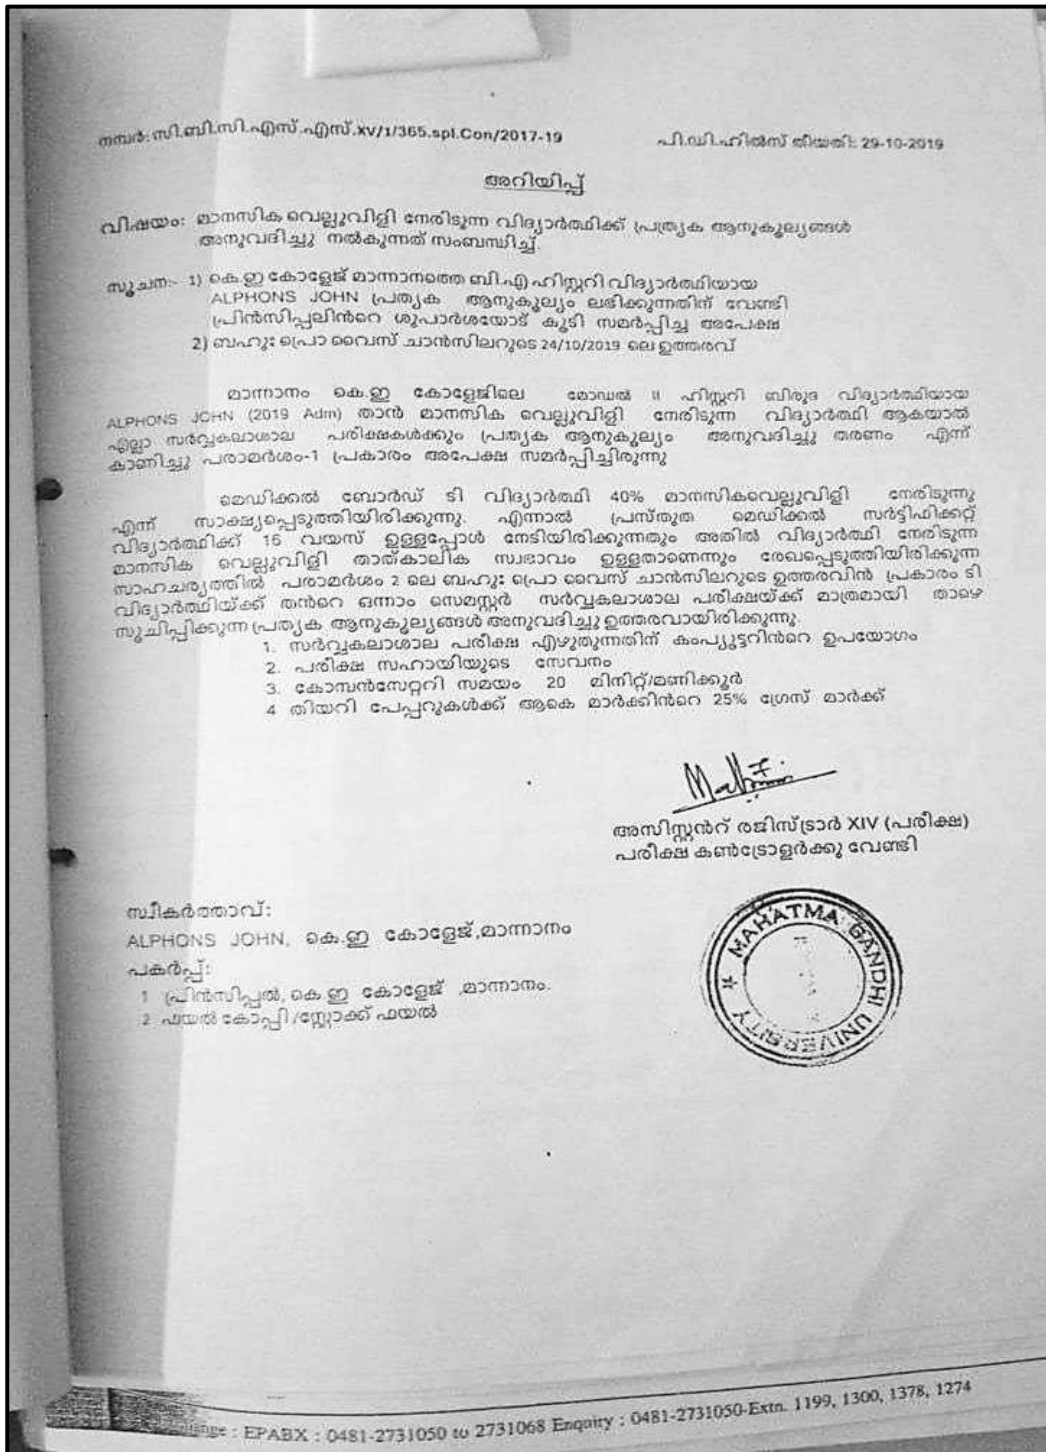 നമ്പർ: സി.ബി.സി.എസ്.എസ്.XV/1/365.spl.Con/2017-19 പി.ഡി.ഹിൽസ് തീയതി: 29-10-2019
അറിയിപ്പ്
വിഷയം: മാനസിക വെല്ലുവിളി നേരിടുന്ന വിദ്യാർത്ഥിക്ക് പ്രത്യക ആനുകൂല്യങ്ങൾ
അനുവദിച്ചു നൽകുന്നത് സംബന്ധിച്ച്.
സൂചന:- 1) കെ.ഇ കോളേജ് മാന്നാനത്തെ ബി.എ ഹിസ്റ്ററി വിദ്യാർത്ഥിയായ
ALPHONS JOHN പ്രത്യക ആനുകൂല്യം ലഭിക്കുന്നതിന് വേണ്ടി
പ്രിൻസിപ്പലിൻറെ ശുപാർശയോട് കൂടി സമർപ്പിച്ച അപേക്ഷ
2) ബഹു: പ്രൊ വൈസ് ചാൻസിലറുടെ 24/10/2019 ലെ ഉത്തരവ്
മാന്നാനം കെ.ഇ കോളേജിലെ മോഡൽ II ഹിസ്റ്ററി ബിരുദ വിദ്യാർത്ഥിയായ
ALPHONS JOHN (2019 Adm) താൻ മാനസിക വെല്ലുവിളി നേരിടുന്ന വിദ്യാർത്ഥി ആകയാൽ
എല്ലാ സർവ്വകലാശാല പരീക്ഷകൾക്കും പ്രത്യക ആനുകൂല്യം അനുവദിച്ചു തരണം എന്ന്
കാണിച്ചു പരാമർശം-1 പ്രകാരം അപേക്ഷ സമർപ്പിച്ചിരുന്നു
മെഡിക്കൽ ബോർഡ് ടി വിദ്യാർത്ഥി 40% മാനസികവെല്ലുവിളി നേരിടുന്നു
എന്ന് സാക്ഷ്യപ്പെടുത്തിയിരിക്കുന്നു. എന്നാൽ പ്രസ്തുത മെഡിക്കൽ സർട്ടിഫിക്കറ്റ്
വിദ്യാർത്ഥിക്ക് 16 വയസ് ഉള്ളപ്പോൾ നേടിയിരിക്കുന്നതും അതിൽ വിദ്യാർത്ഥി നേരിടുന്ന
മാനസിക വെല്ലുവിളി താത്കാലിക സ്വഭാവം ഉള്ളതാണെന്നും രേഖപ്പെടുത്തിയിരിക്കുന്ന
സാഹചര്യത്തിൽ പരാമർശം 2 ലെ ബഹു: പ്രൊ വൈസ് ചാൻസിലറുടെ ഉത്തരവിൻ പ്രകാരം ടി
വിദ്യാർത്ഥിയ്ക്ക് തൻറെ ഒന്നാം സെമസ്റ്റർ സർവ്വകലാശാല പരീക്ഷയ്ക്ക് മാത്രമായി താഴെ
സൂചിപ്പിക്കുന്ന പ്രത്യക ആനുകൂല്യങ്ങൾ അനുവദിച്ചു ഉത്തരവായിരിക്കുന്നു.
1. സർവ്വകലാശാല പരീക്ഷ എഴുതുന്നതിന് കംപ്യുട്ടറിൻറെ ഉപയോഗം
2. പരീക്ഷ സഹായിയുടെ സേവനം
3. കോമ്പൻസേറ്ററി സമയം 20 മിനിറ്റ്/മണിക്കൂർ
4 തിയറി പേപ്പറുകൾക്ക് ആകെ മാർക്കിൻറെ 25% ഗ്രേസ് മാർക്ക്
അസിസ്റ്റൻറ് രജിസ്ട്രാർ XIV (പരീക്ഷ)
പരീക്ഷ കൺട്രോളർക്കു വേണ്ടി
സ്വീകർത്താവ്:
ALPHONS JOHN, കെ.ഇ കോളേജ്,മാന്നാനം
പകർപ്പ്:
1 പ്രിൻസിപ്പൽ, കെ.ഇ കോളേജ് ,മാന്നാനം.
2 ഫയൽ കോപ്പി /സ്റ്റോക്ക് ഫയൽ
MAHATMA GANDHI UNIVERSITY
: EPABX : 0481-2731050 to 2731068 Enquiry : 0481-2731050-Extn. 1199, 1300, 1378, 1274